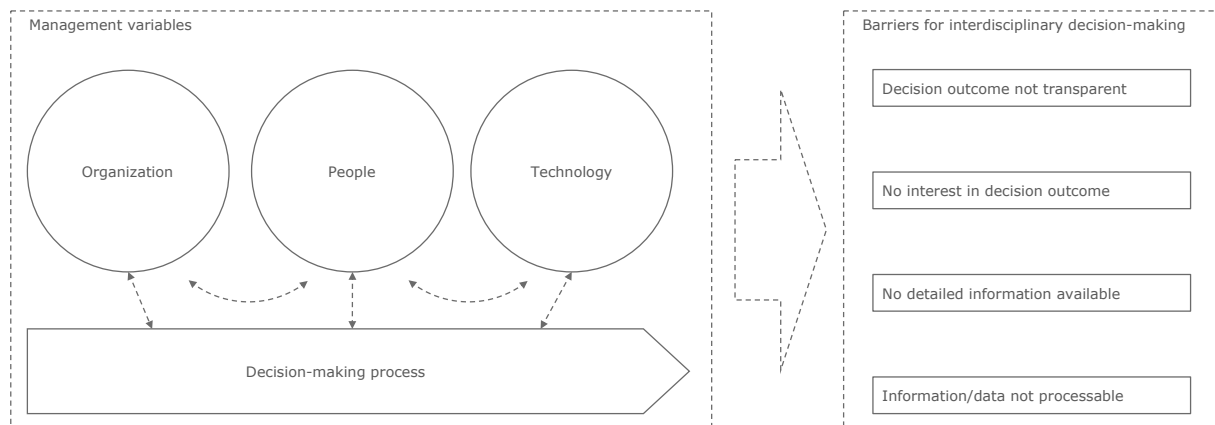 Management variables
Organization
People
Technology
Decision-making process
Barriers for interdisciplinary decision-making
Decision outcome not transparent
No interest in decision outcome
No detailed information available
Information/data not processable